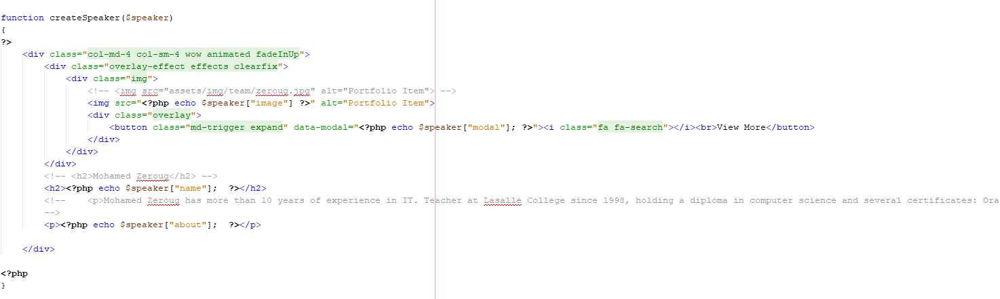 function createSpeaker($speaker)
{
?>
<div class="col-md-4 col-sm-4 wow animated fadeInUp">
<div class="overlay-effect effects clearfix">
<div class="img">
<!-- <img src="assets/img/team/zeroug.jpg" alt="Portfolio Item"> -->
<img src="<?php echo $speaker["image"] ?>" alt="Portfolio Item">
<div class="overlay">
<button class="md-trigger expand" data-modal="<?php echo $speaker["modal"]; ?>"><i class="fa fa-search"></i><br>View More</button>
</div>
</div>
</div>
<!-- <h2>Mohamed Zeroug</h2> -->
<h2><?php echo $speaker["name"];  ?></h2>
<!--    <p>Mohamed Zeroug has more than 10 years of experience in IT. Teacher at Lasalle College since 1998, holding a diploma in computer science and several certificates: Ora
-->
<p><?php echo $speaker["about"];  ?></p>
</div>
<?php
}